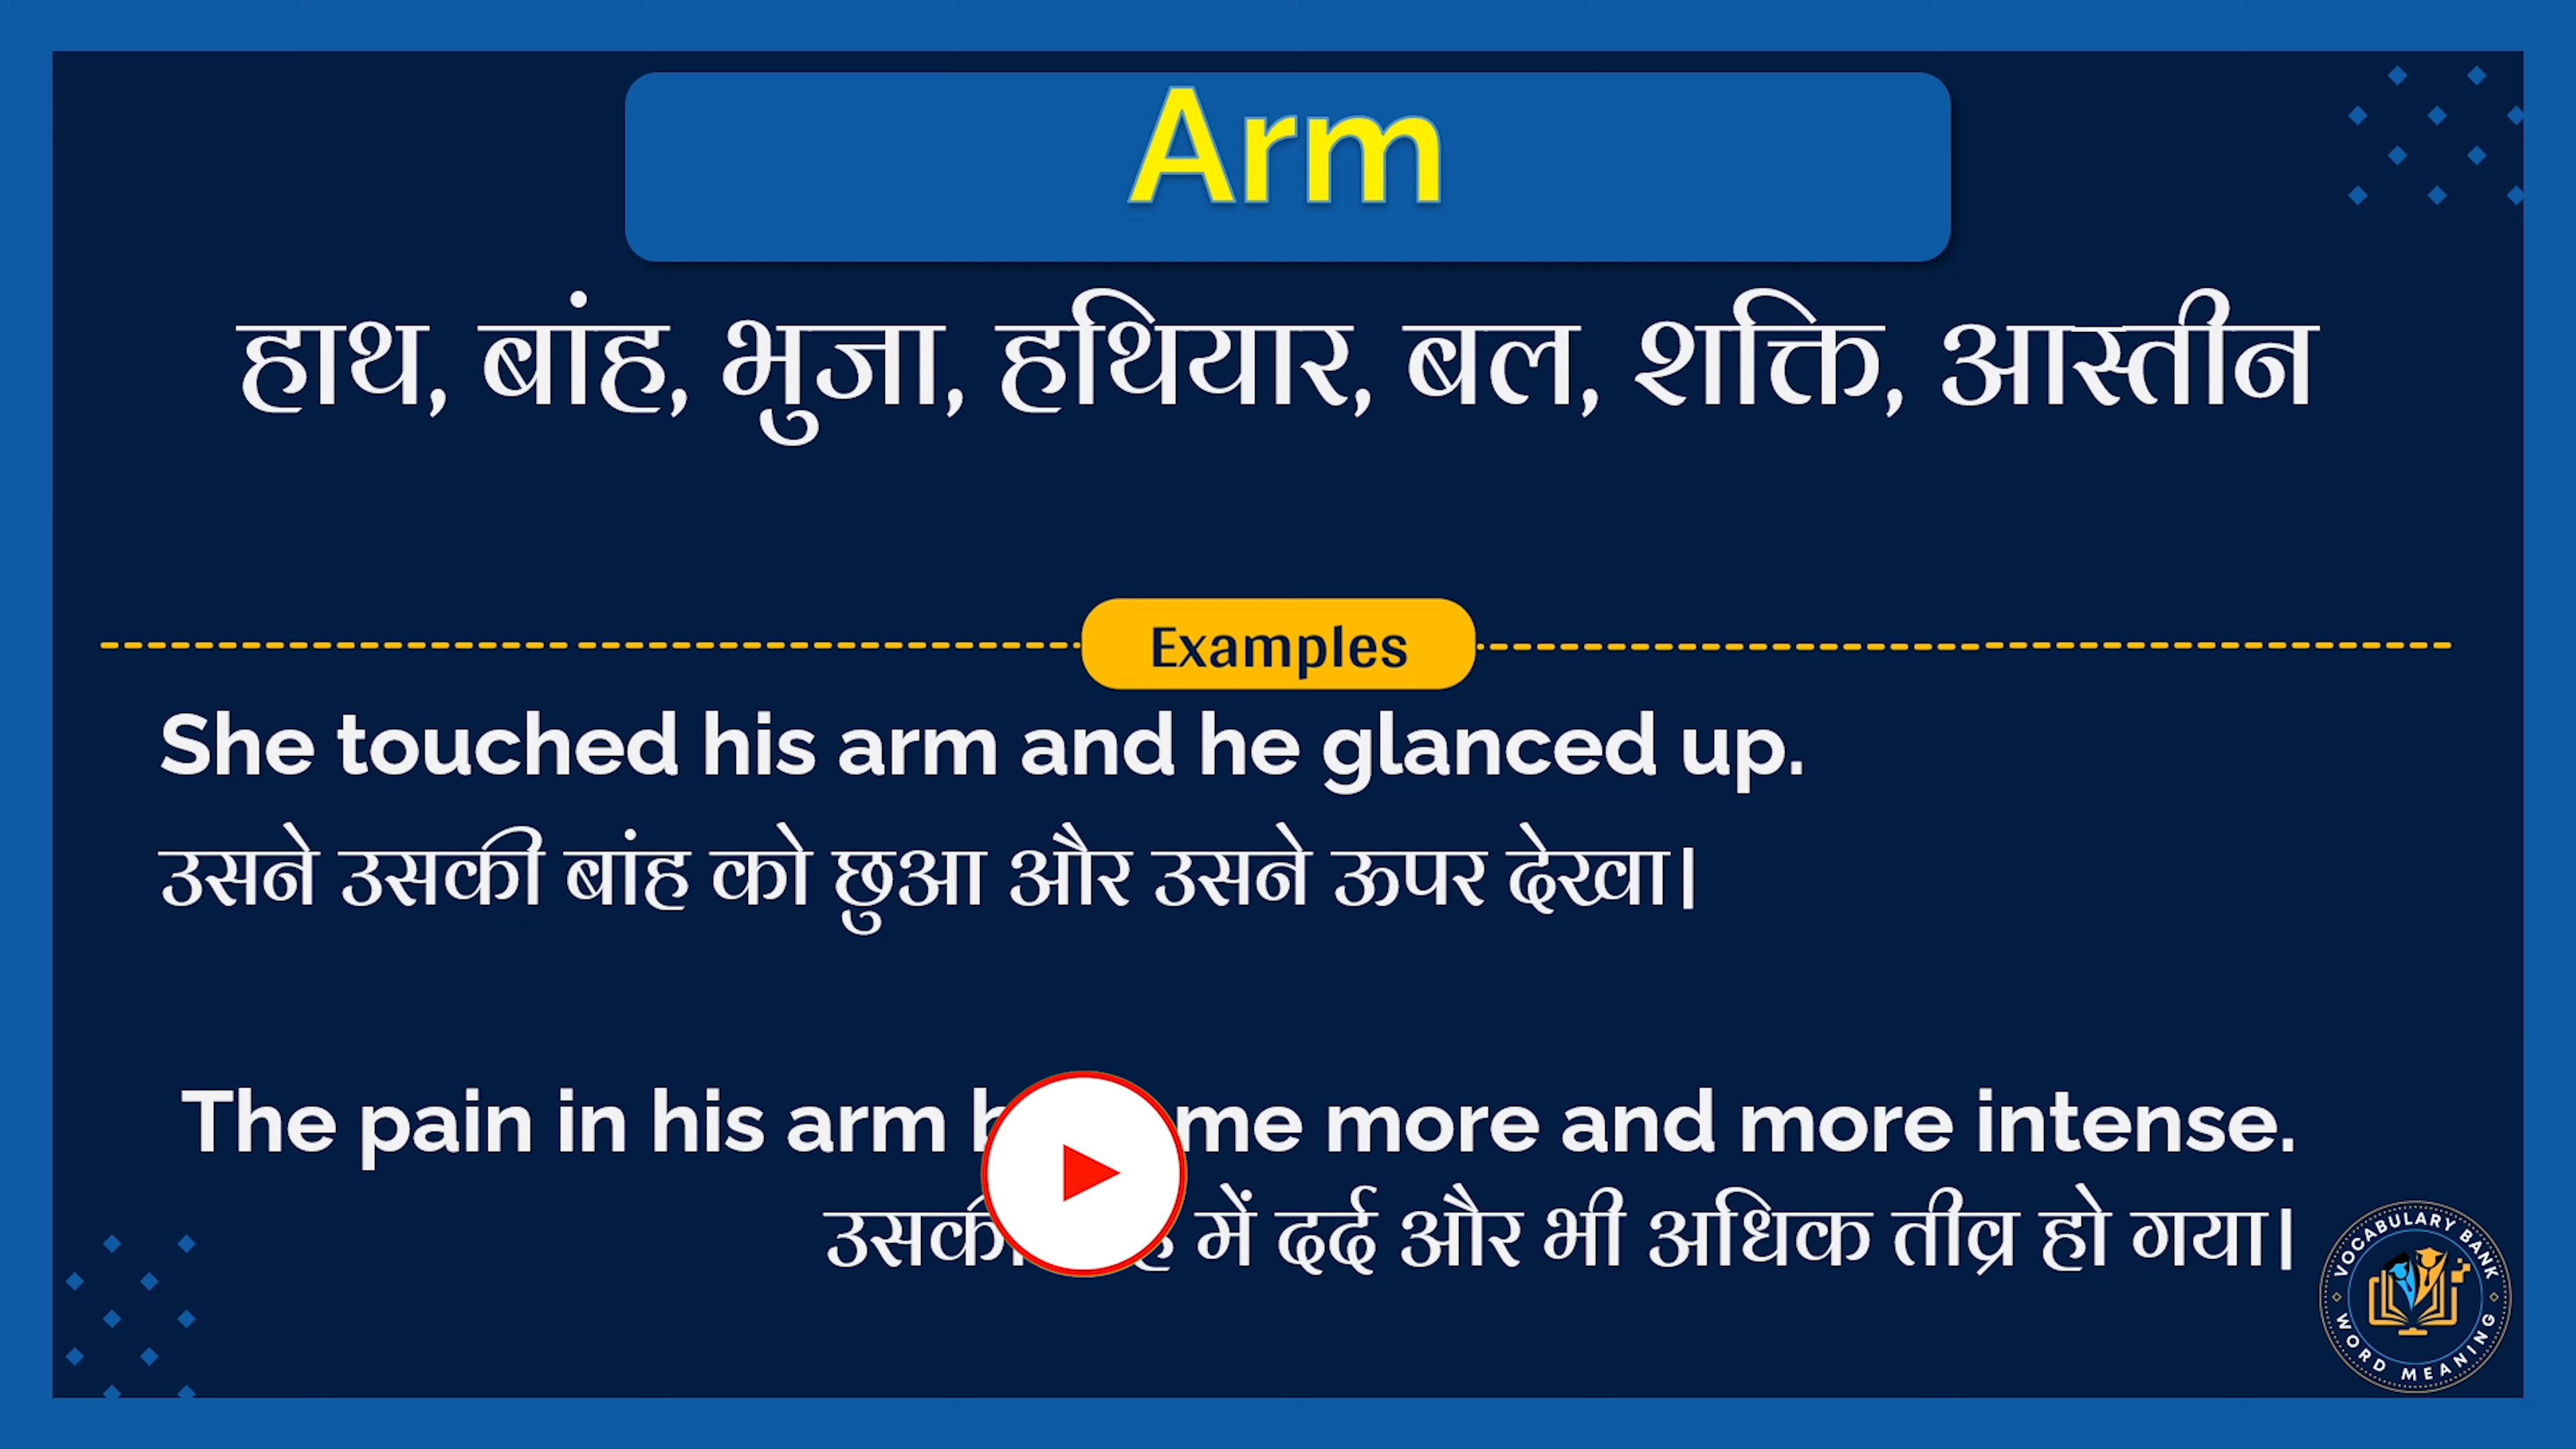 Arm
हाथ, बांह, भुजा, हथियार, बल, शक्ति, आस्तीन
Examples
She touched his arm and he glanced up.
उसने उसकी बांह को छुआ और उसने ऊपर देखा।
The pain in his arm more and more intense.
में दर्द और भी अधिक तीव्र हो गया।
VOCABULARY BANK
WORD MEANING